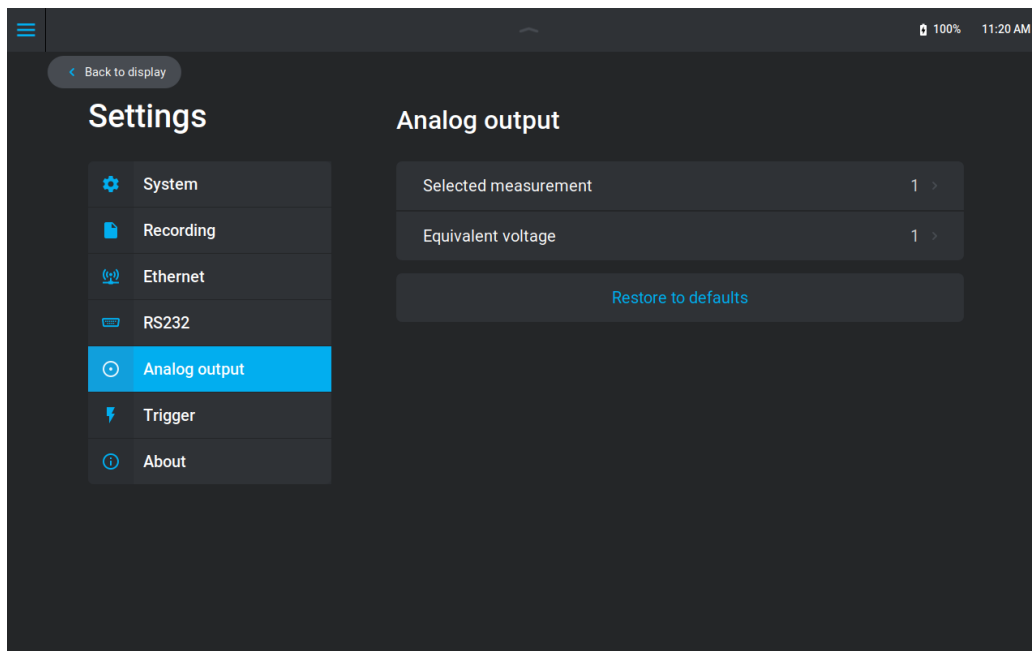 100% 11:20 AM
Back to display
Settings
System
Recording
Ethernet
RS232
Analog output
Trigger
About
Analog output
Selected measurement 1
Equivalent voltage 1
Restore to defaults